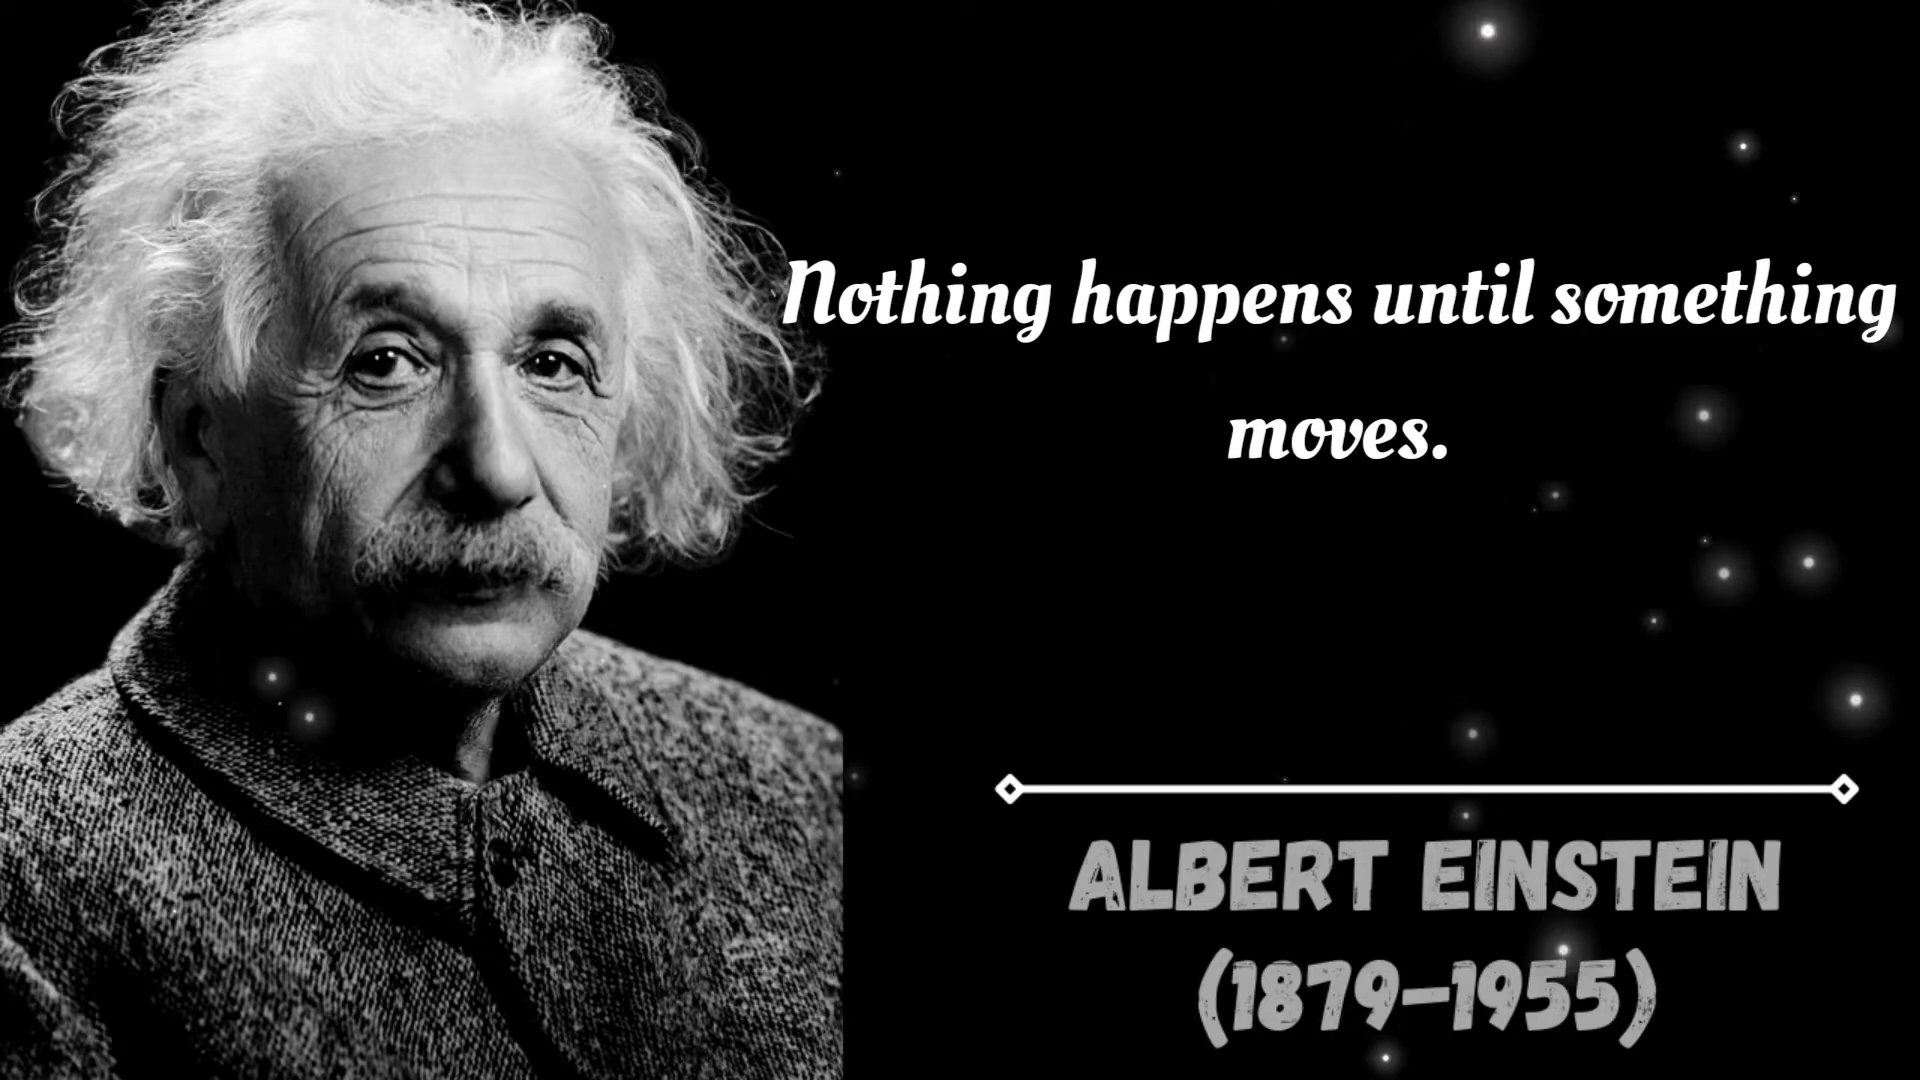 Nothing happens until something
moves.
ALBERT EINSTEIN
(1879–1955)